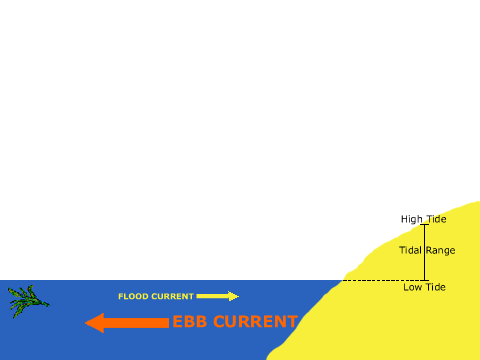 High Tide
Tidal Range
Low Tide
FLOOD CURRENT
EBB CURRENT